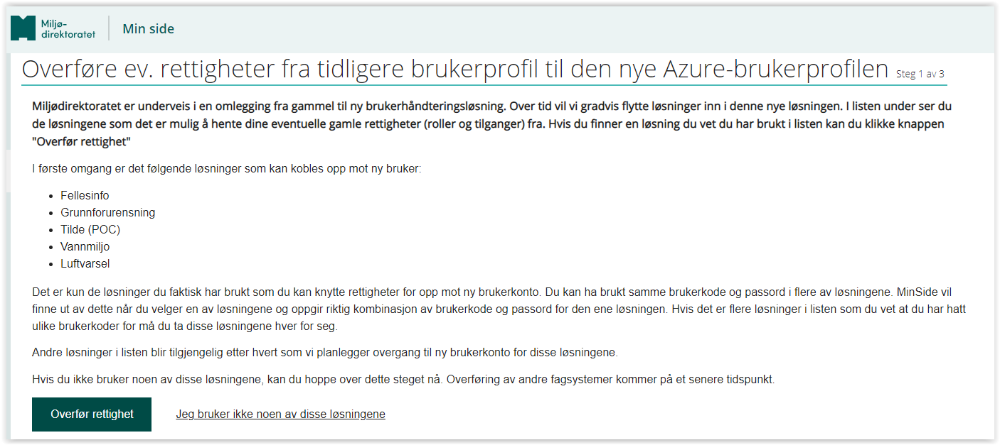 Miljø-
direktoratet
Min side
Overføre ev. rettigheter fra tidligere brukerprofil til den nye Azure-brukerprofilen Steg 1 av 3
Miljødirektoratet er underveis i en omlegging fra gammel til ny brukerhåndteringsløsning. Over tid vil vi gradvis flytte løsninger inn i denne nye løsningen. I listen under ser du
de løsningene som det er mulig å hente dine eventuelle gamle rettigheter (roller og tilganger) fra. Hvis du finner en løsning du vet du har brukt i listen kan du klikke knappen
"Overfør rettighet"
I første omgang er det følgende løsninger som kan kobles opp mot ny bruker:
• Fellesinfo
• Grunnforurensning
• Tilde (POC)
• Vannmiljo
• Luftvarsel
Det er kun de løsninger du faktisk har brukt som du kan knytte rettigheter for opp mot ny brukerkonto. Du kan ha brukt samme brukerkode og passord i flere av løsningene. MinSide vil
finne ut av dette når du velger en av løsningene og oppgir riktig kombinasjon av brukerkode og passord for den ene løsningen. Hvis det er flere løsninger i listen som du vet at du har hatt
ulike brukerkoder for må du ta disse løsningene hver for seg.
Andre løsninger i listen blir tilgjengelig etter hvert som vi planlegger overgang til ny brukerkonto for disse løsningene.
Hvis du ikke bruker noen av disse løsningene, kan du hoppe over dette steget nå. Overføring av andre fagsystemer kommer på et senere tidspunkt.
Overfør rettighet
Jeg bruker ikke noen av disse løsningene